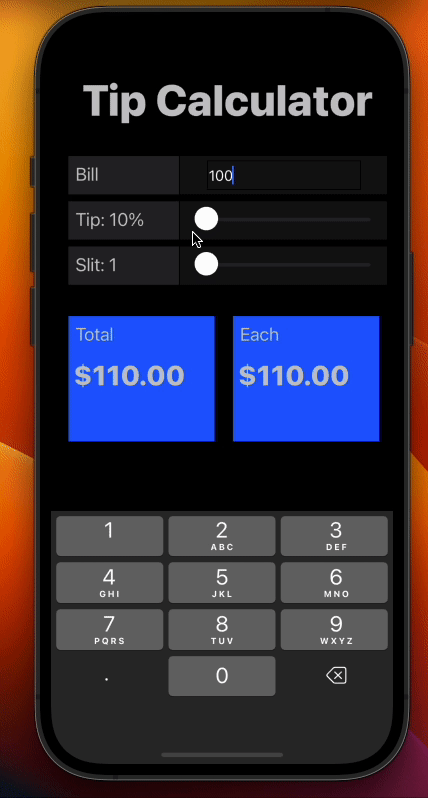 Tip Calculator
Bill 100
Tip: 10%
Slit: 1
Total Each
$110.00 $110.00
1 2 3
ABC DEF
4 5 6
GHI JKL MNO
7 8 9
PQRS TUV WXYZ
. 0